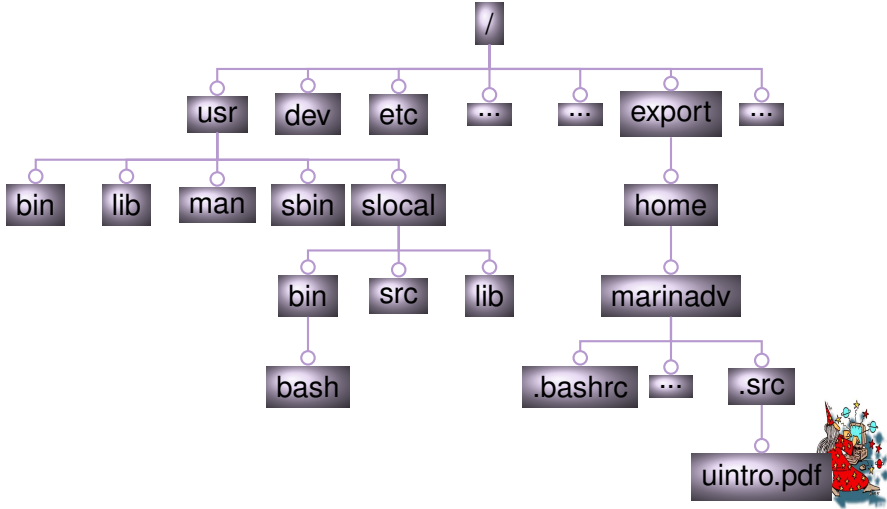 /
usr dev etc ... ... export ...
bin lib man sbin slocal home
bin src lib marinadv
bash .bashrc ... .src
uintro.pdf